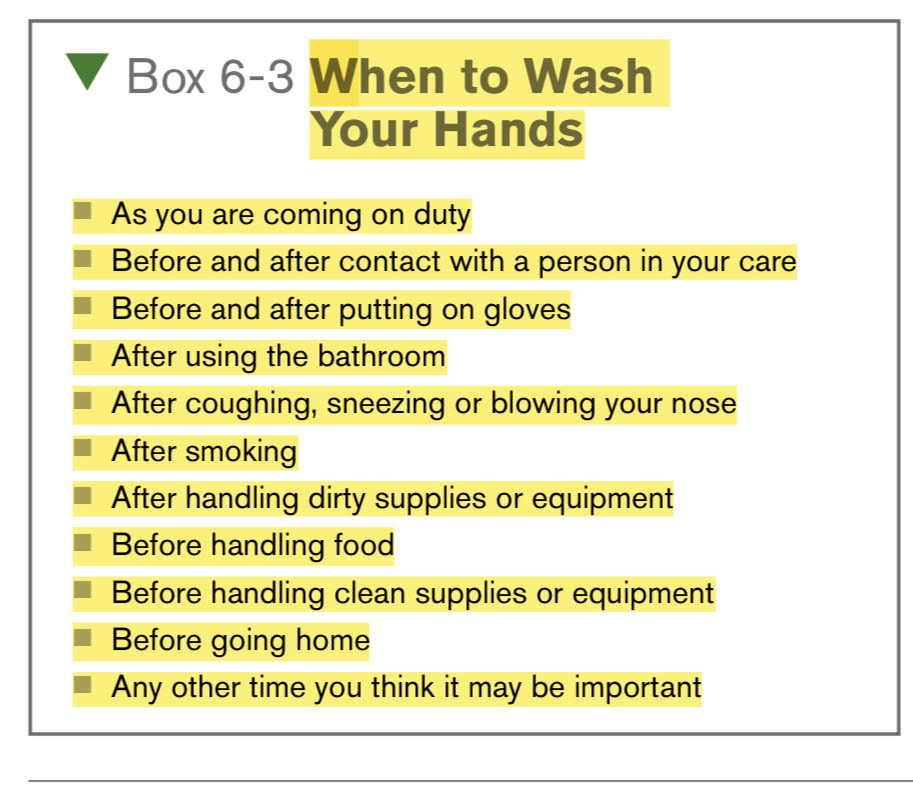 Box 6-3 When to Wash
Your Hands
As you are coming on duty
Before and after contact with a person in your care
Before and after putting on gloves
After using the bathroom
After coughing, sneezing or blowing your nose
After smoking
After handling dirty supplies or equipment
Before handling food
Before handling clean supplies or equipment
Before going home
Any other time you think it may be important